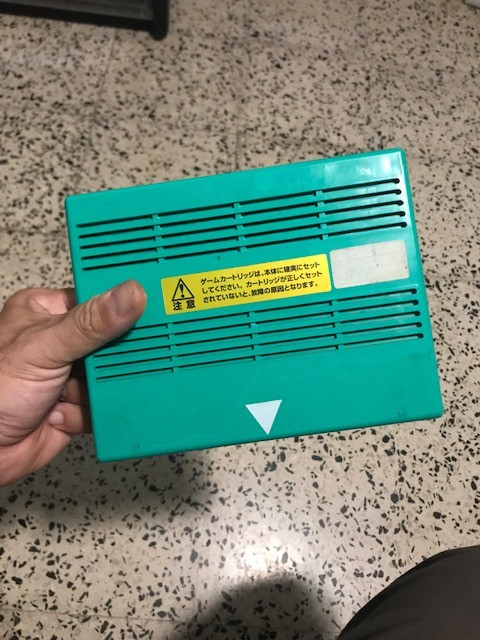 ゲームカートリッジは、本体に確実にセット
してください。カートリッジが正しくセット
されていないと、故障の原因となります。
注意